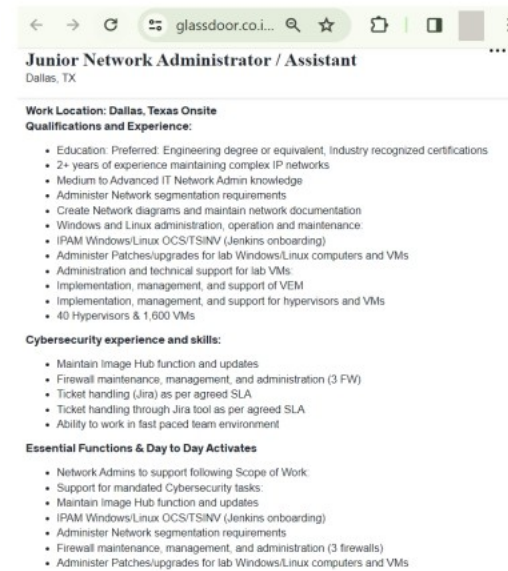 glassdoor.co.i...
Junior Network Administrator / Assistant
Dallas, TX
Work Location: Dallas, Texas Onsite
Qualifications and Experience:
• Education: Preferred: Engineering degree or equivalent, Industry recognized certifications
• 2+ years of experience maintaining complex IP networks
• Medium to Advanced IT Network Admin knowledge
• Administer Network segmentation requirements
• Create Network diagrams and maintain network documentation
• Windows and Linux administration, operation and maintenance:
• IPAM Windows/Linux OCS/TSINV (Jenkins onboarding)
• Administer Patches/upgrades for lab Windows/Linux computers and VMs
• Administration and technical support for lab VMs:
• Implementation, management, and support of VEM
• Implementation, management, and support for hypervisors and VMs
• 40 Hypervisors & 1,600 VMs
Cybersecurity experience and skills:
• Maintain Image Hub function and updates
• Firewall maintenance, management, and administration (3 FW)
• Ticket handling (Jira) as per agreed SLA
• Ticket handling through Jira tool as per agreed SLA
• Ability to work in fast paced team environment
Essential Functions & Day to Day Activates
• Network Admins to support following Scope of Work:
• Support for mandated Cybersecurity tasks:
• Maintain Image Hub function and updates
• IPAM Windows/Linux OCS/TSINV (Jenkins onboarding)
• Administer Network segmentation requirements
• Firewall maintenance, management, and administration (3 firewalls)
• Administer Patches/upgrades for lab Windows/Linux computers and VMs